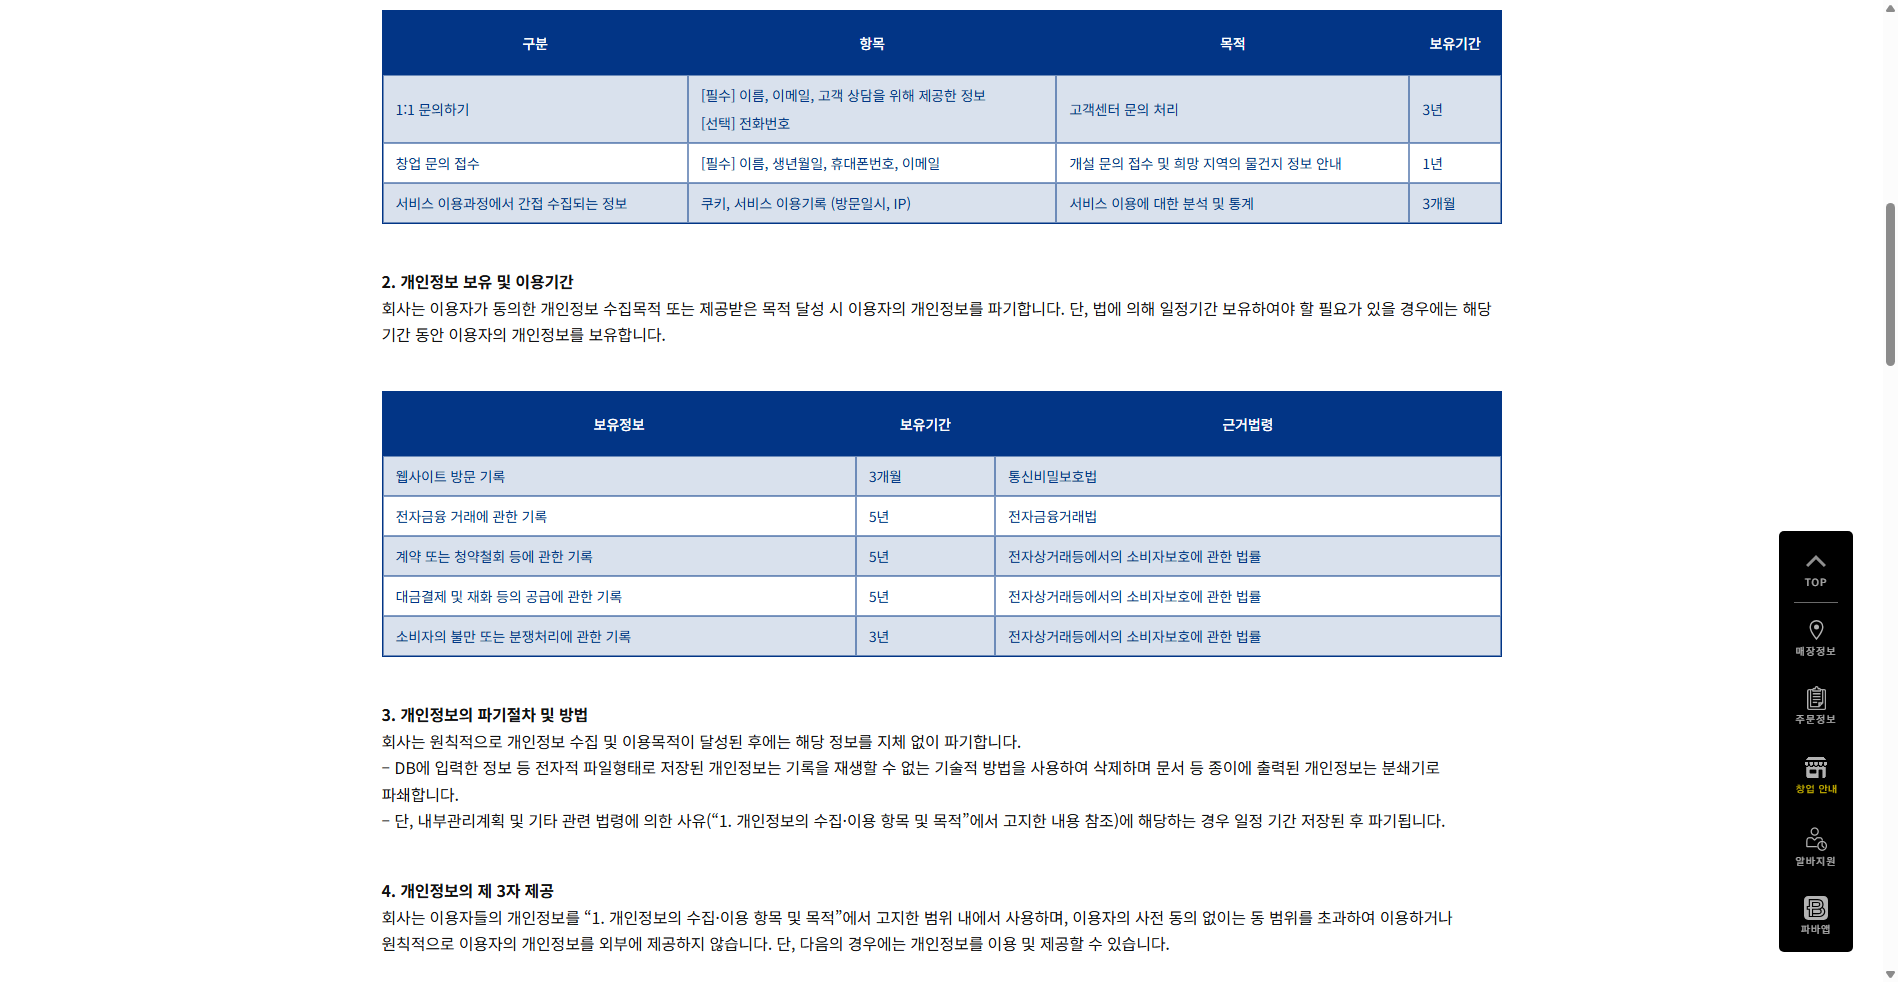 구분 항목 목적 보유기간
1:1 문의하기 [필수] 이름, 이메일, 고객 상담을 위해 제공한 정보 고객센터 문의 처리 3년
[선택] 전화번호
창업 문의 접수 [필수] 이름, 생년월일, 휴대폰번호, 이메일 개설 문의 접수 및 희망 지역의 물건지 정보 안내 1년
서비스 이용과정에서 간접 수집되는 정보 쿠키, 서비스 이용기록 (방문일시, IP) 서비스 이용에 대한 분석 및 통계 3개월
2. 개인정보 보유 및 이용기간
회사는 이용자가 동의한 개인정보 수집목적 또는 제공받은 목적 달성 시 이용자의 개인정보를 파기합니다. 단, 법에 의해 일정기간 보유하여야 할 필요가 있을 경우에는 해당
기간 동안 이용자의 개인정보를 보유합니다.
보유정보 보유기간 근거법령
웹사이트 방문 기록 3개월 통신비밀보호법
전자금융 거래에 관한 기록 5년 전자금융거래법
계약 또는 청약철회 등에 관한 기록 5년 전자상거래등에서의 소비자보호에 관한 법률
대금결제 및 재화 등의 공급에 관한 기록 5년 전자상거래등에서의 소비자보호에 관한 법률
소비자의 불만 또는 분쟁처리에 관한 기록 3년 전자상거래등에서의 소비자보호에 관한 법률
3. 개인정보의 파기절차 및 방법
회사는 원칙적으로 개인정보 수집 및 이용목적이 달성된 후에는 해당 정보를 지체 없이 파기합니다.
– DB에 입력한 정보 등 전자적 파일형태로 저장된 개인정보는 기록을 재생할 수 없는 기술적 방법을 사용하여 삭제하며 문서 등 종이에 출력된 개인정보는 분쇄기로
파쇄합니다.
– 단, 내부관리계획 및 기타 관련 법령에 의한 사유(“1. 개인정보의 수집·이용 항목 및 목적”에서 고지한 내용 참조)에 해당하는 경우 일정 기간 저장된 후 파기됩니다.
4. 개인정보의 제 3자 제공
회사는 이용자들의 개인정보를 “1. 개인정보의 수집·이용 항목 및 목적”에서 고지한 범위 내에서 사용하며, 이용자의 사전 동의 없이는 동 범위를 초과하여 이용하거나
원칙적으로 이용자의 개인정보를 외부에 제공하지 않습니다. 단, 다음의 경우에는 개인정보를 이용 및 제공할 수 있습니다.
TOP
매장정보
주문정보
창업 안내
알바지원
파바앱